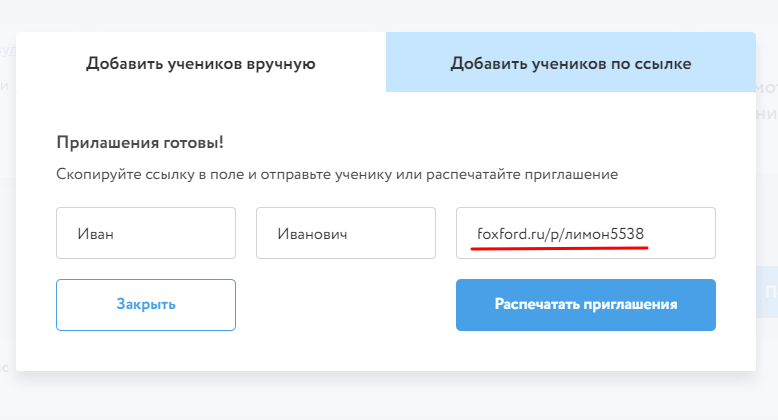 Добавить учеников вручную
Добавить учеников по ссылке
Прилашения готовы!
Скопируйте ссылку в поле и отправьте ученику или распечатайте приглашение
Иван
Иванович
foxford.ru/p/лимон5538
Закрыть
Распечатать приглашения